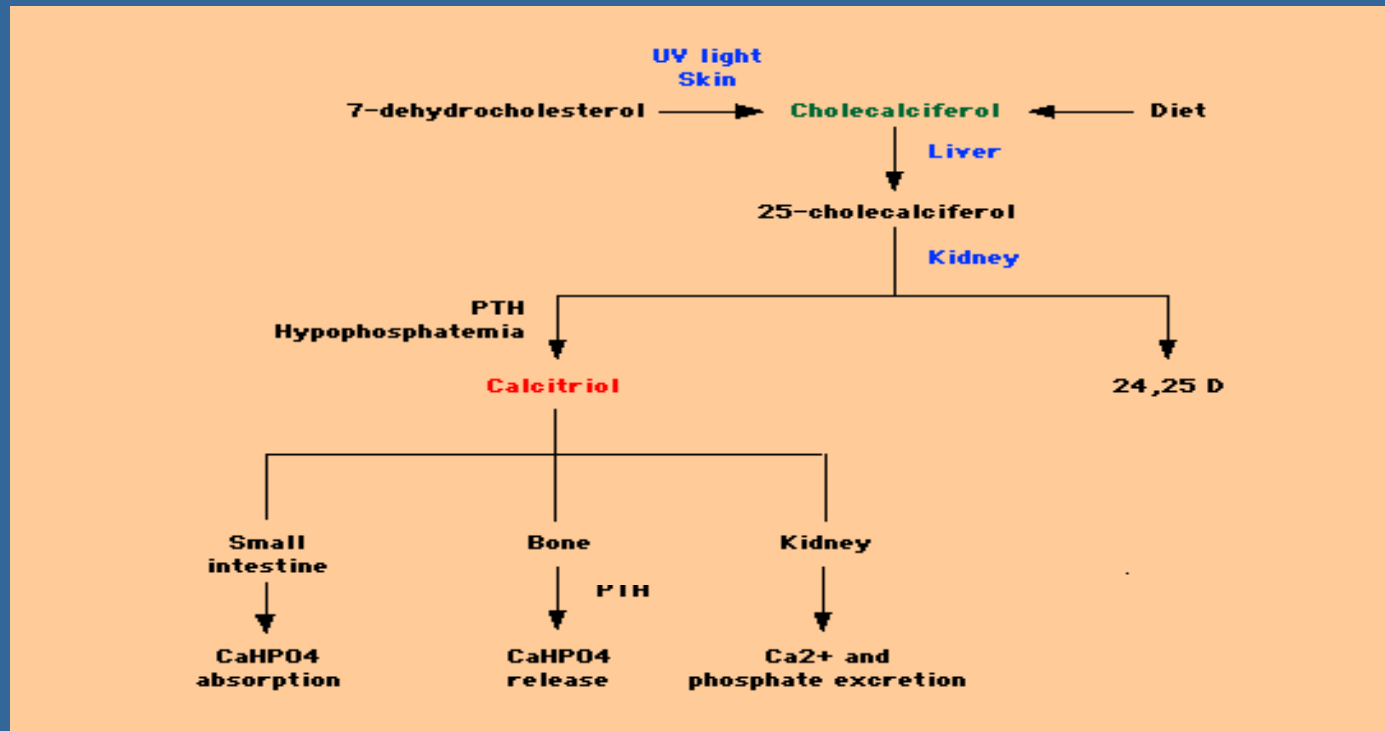 UV light
Skin
7-dehydrocholesterol
Cholecalciferol
Diet
Liver
25-cholecalciferol
Kidney
PTH
Hypophosphatemia
Calcitriol
24,25 D
Small
intestine
Bone
Kidney
PTH
CaHPO4
absorption
CaHPO4
release
Ca2+ and
phosphate excretion